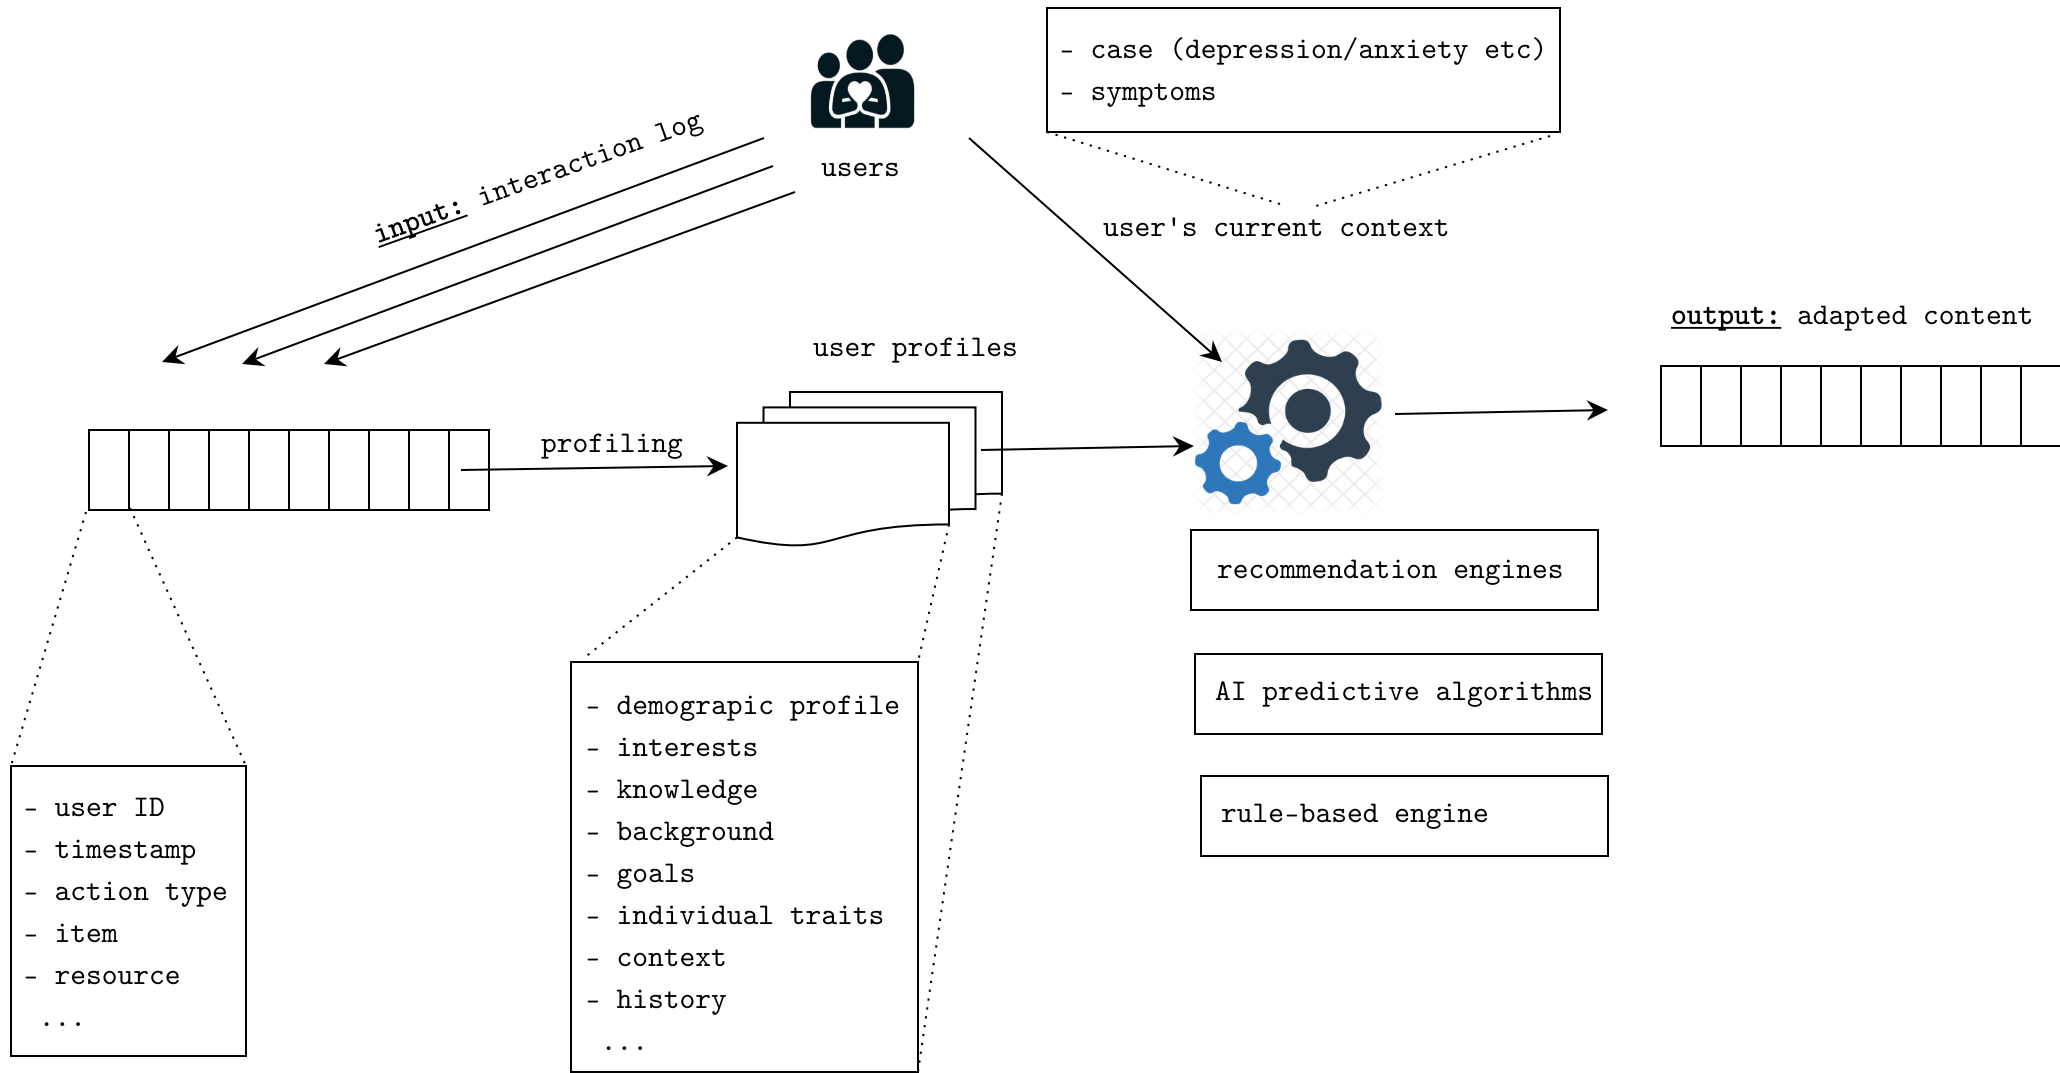 - case (depression/anxiety etc)
- symptoms
users
input: interaction log
user's current context
output: adapted content
user profiles
profiling
recommendation engines
AI predictive algorithms
rule-based engine
- demograpic profile
- interests
- knowledge
- background
- goals
- individual traits
- context
- history
...
- user ID
- timestamp
- action type
- item
- resource
...